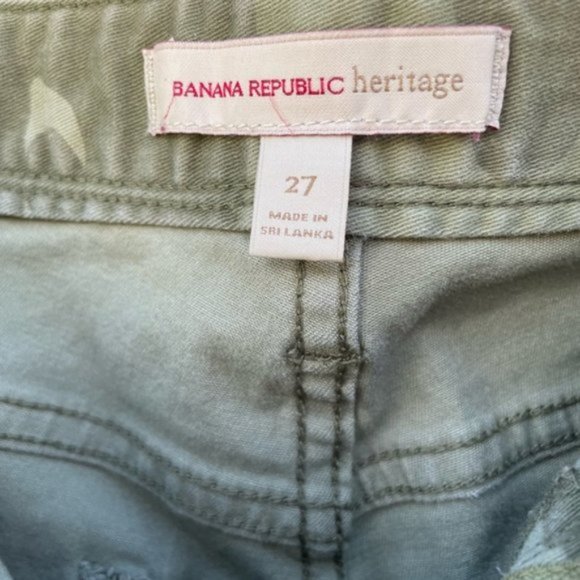 BANANA REPUBLIC heritage
27
MADE IN
SRI LANKA